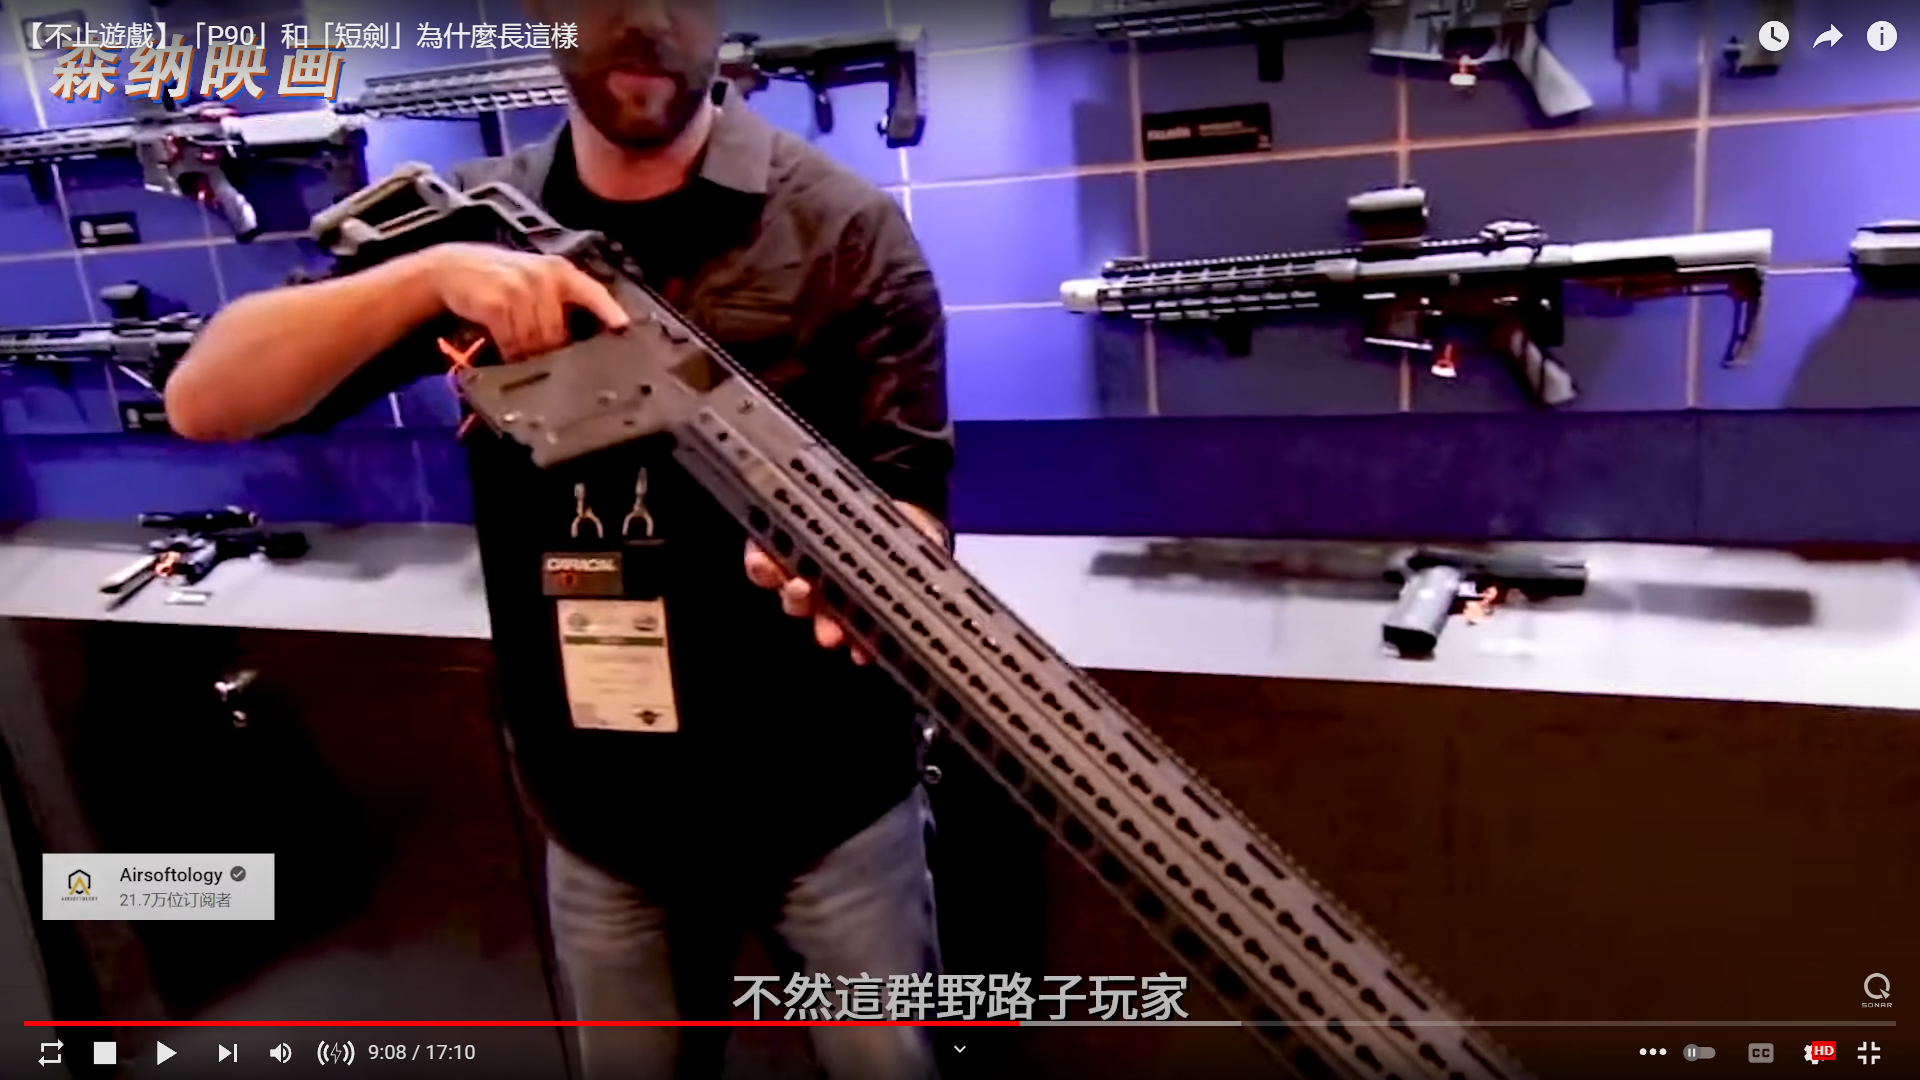 【不止遊戲】「P90」和「短劍」為什麼長這樣
森纳映画
CARACAL
Airsoftology
21.7万位订阅者
AIRSOFTOLOGY
不然這群野路子玩家
SONAR
9:08 / 17:10
CC
HD